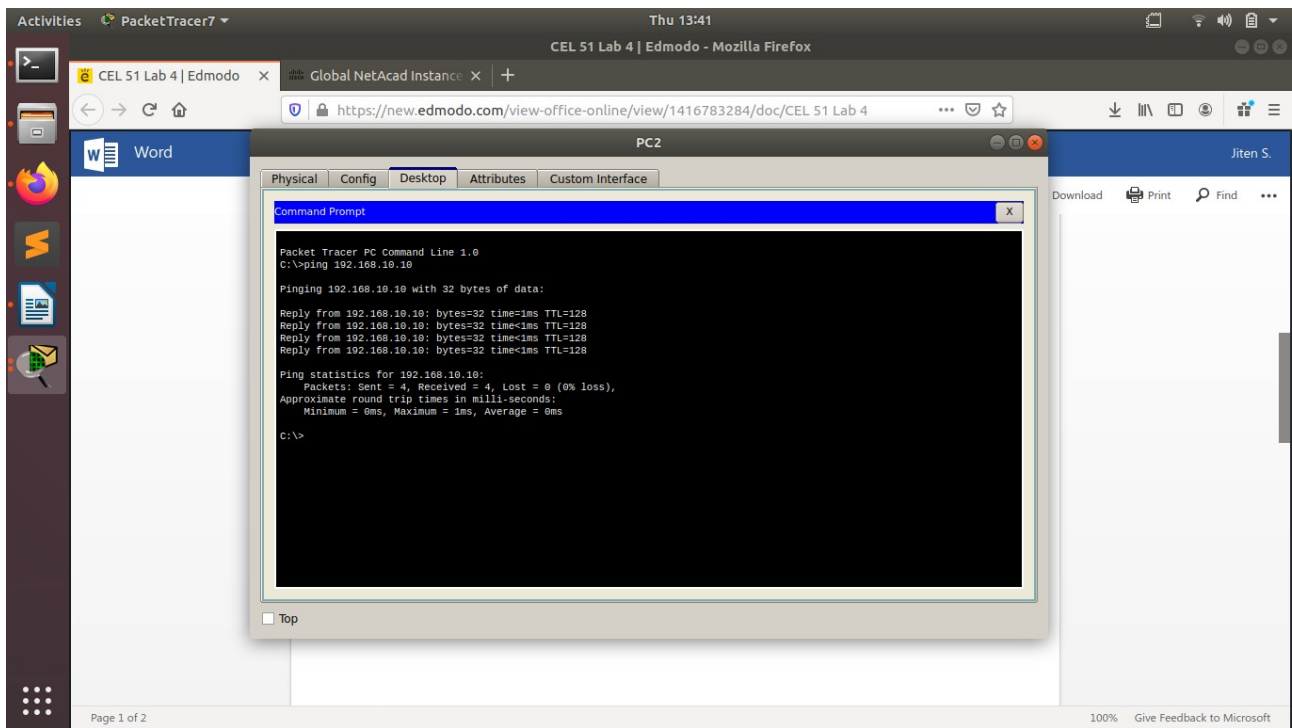 Activities PacketTracer7 Thu 13:41
CEL 51 Lab 4 | Edmodo - Mozilla Firefox
CEL 51 Lab 4 | Edmodo Global NetAcad Instance
https://new.edmodo.com/view-office-online/view/1416783284/doc/CEL 51 Lab 4
Word Jiten S.
PC2
Physical Config Desktop Attributes Custom Interface
Download Print Find
Command Prompt X
Packet Tracer PC Command Line 1.0
C:\>ping 192.168.10.10
Pinging 192.168.10.10 with 32 bytes of data:
Reply from 192.168.10.10: bytes=32 time=1ms TTL=128
Reply from 192.168.10.10: bytes=32 time<1ms TTL=128
Reply from 192.168.10.10: bytes=32 time<1ms TTL=128
Reply from 192.168.10.10: bytes=32 time<1ms TTL=128
Ping statistics for 192.168.10.10:
Packets: Sent = 4, Received = 4, Lost = 0 (0% loss),
Approximate round trip times in milli-seconds:
Minimum = 0ms, Maximum = 1ms, Average = 0ms
C:\>
Top
Page 1 of 2 100% Give Feedback to Microsoft